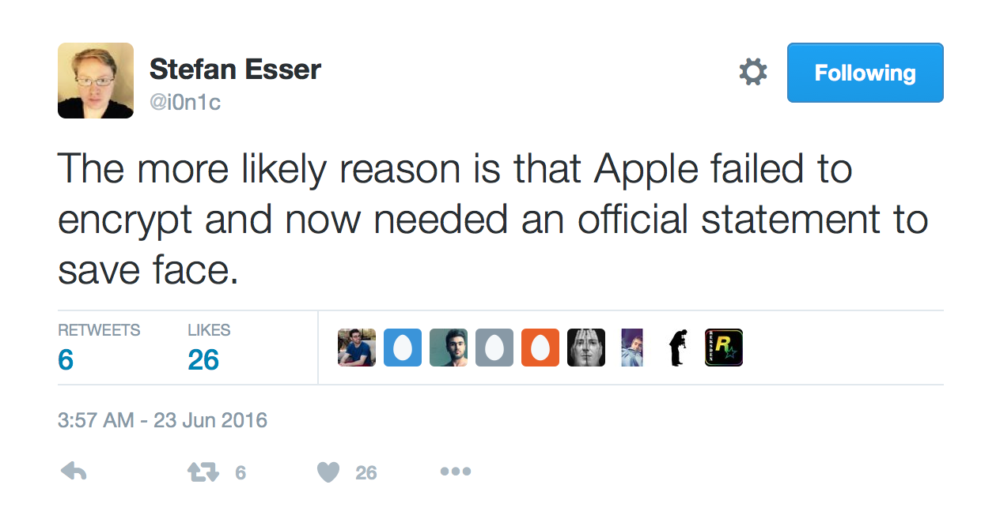 Stefan Esser
@i0n1c
Following
The more likely reason is that Apple failed to
encrypt and now needed an official statement to
save face.
RETWEETS
6
LIKES
26
REKSDEN
R
3:57 AM - 23 Jun 2016
6
26